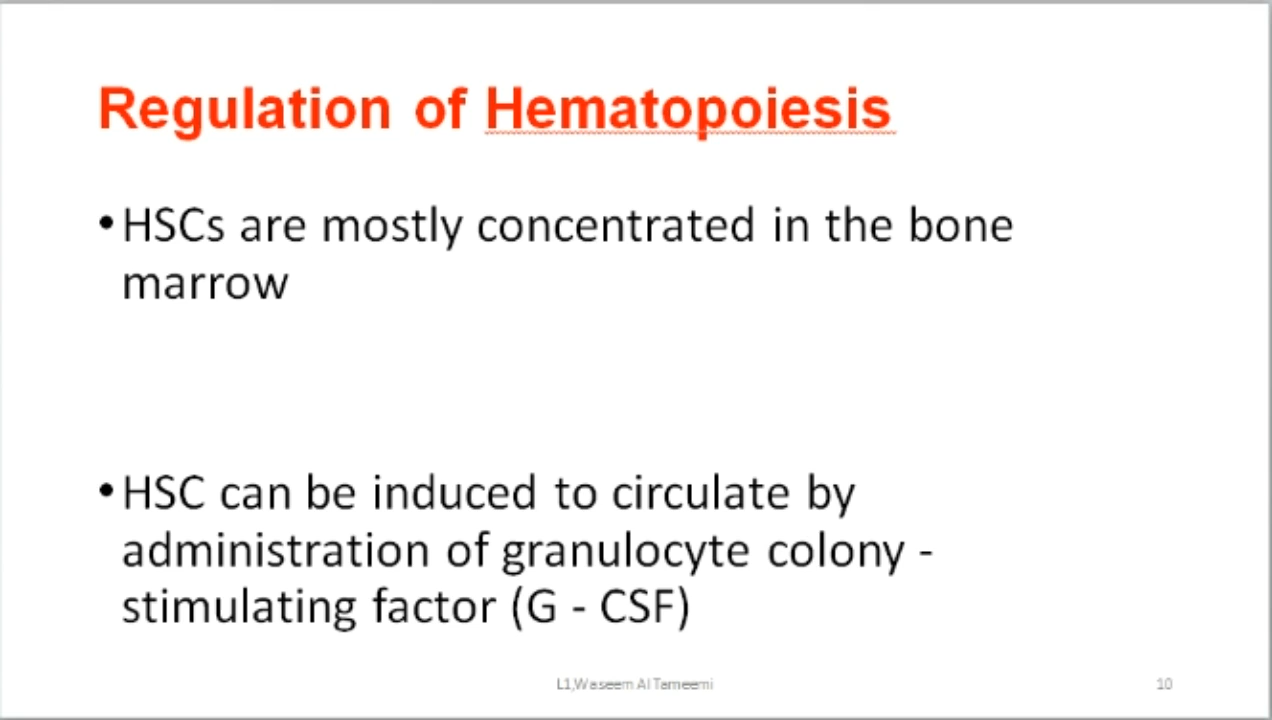 Regulation of Hematopoiesis
•HSCs are mostly concentrated in the bone
marrow
•HSC can be induced to circulate by
administration of granulocyte colony -
stimulating factor (G - CSF)
L1,Waseem Al Tameemi
10